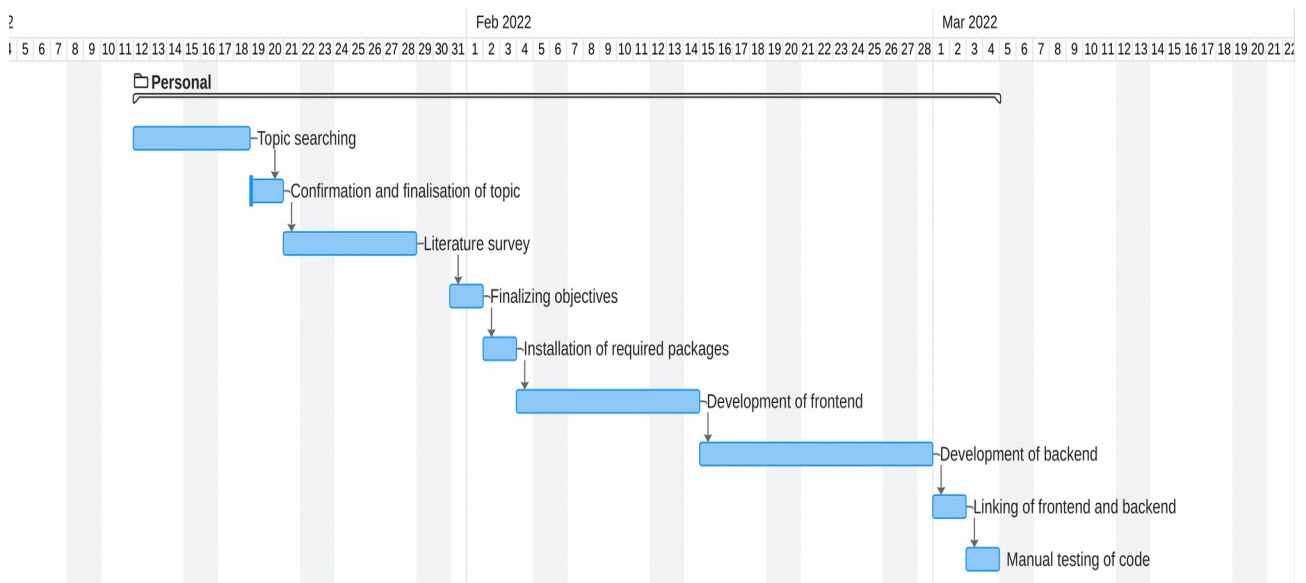 2 Feb 2022 Mar 2022
4 5 6 7 8 9 10 11 12 13 14 15 16 17 18 19 20 21 22 23 24 25 26 27 28 29 30 31 1 2 3 4 5 6 7 8 9 10 11 12 13 14 15 16 17 18 19 20 21 22 23 24 25 26 27 28 1 2 3 4 5 6 7 8 9 10 11 12 13 14 15 16 17 18 19 20 21 22
Personal
Topic searching
Confirmation and finalisation of topic
Literature survey
Finalizing objectives
Installation of required packages
Development of frontend
Development of backend
Linking of frontend and backend
Manual testing of code